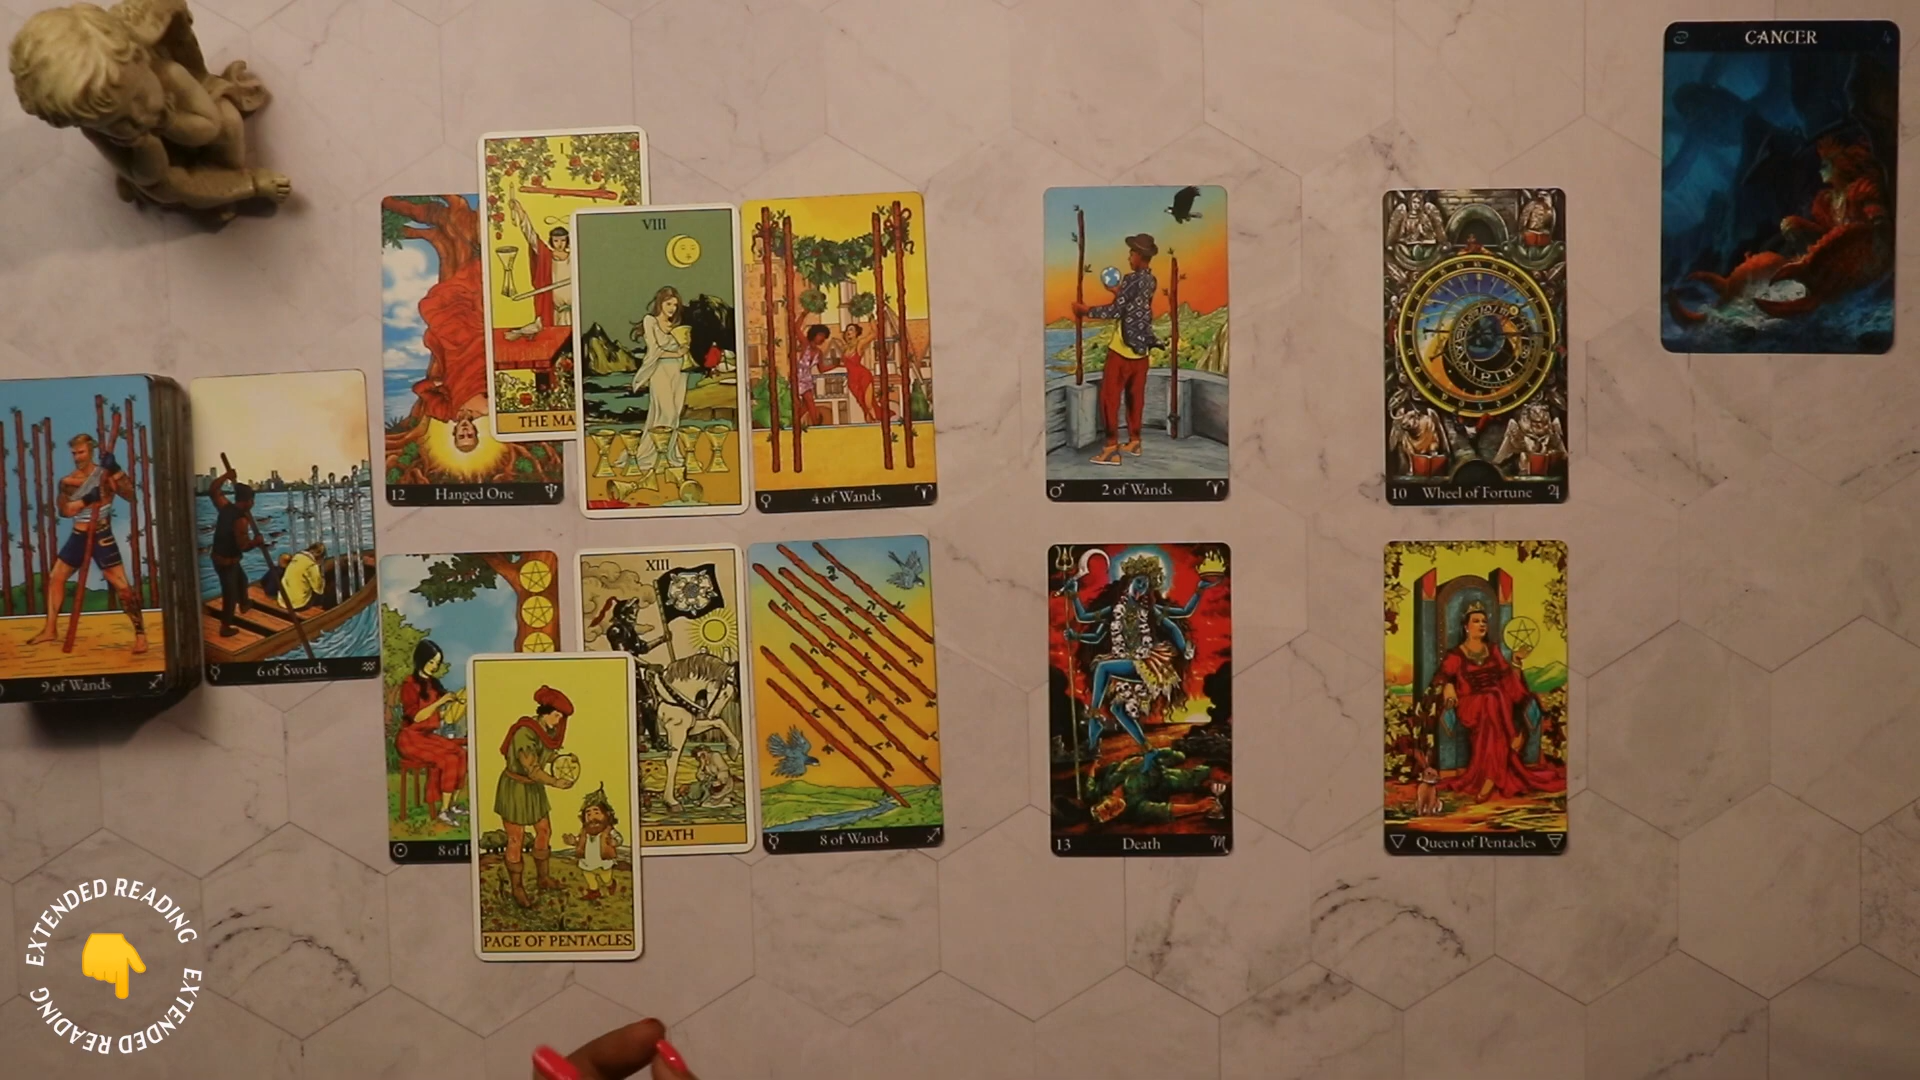 CANCER
I
THE MA
VIII
12 Hanged One
4 of Wands
2 of Wands
10 Wheel of Fortune
9 of Wands
6 of Swords
8 of
XIII
DEATH
PAGE OF PENTACLES
8 of Wands
13 Death
Queen of Pentacles
EXTENDED READING
EXTENDED READING